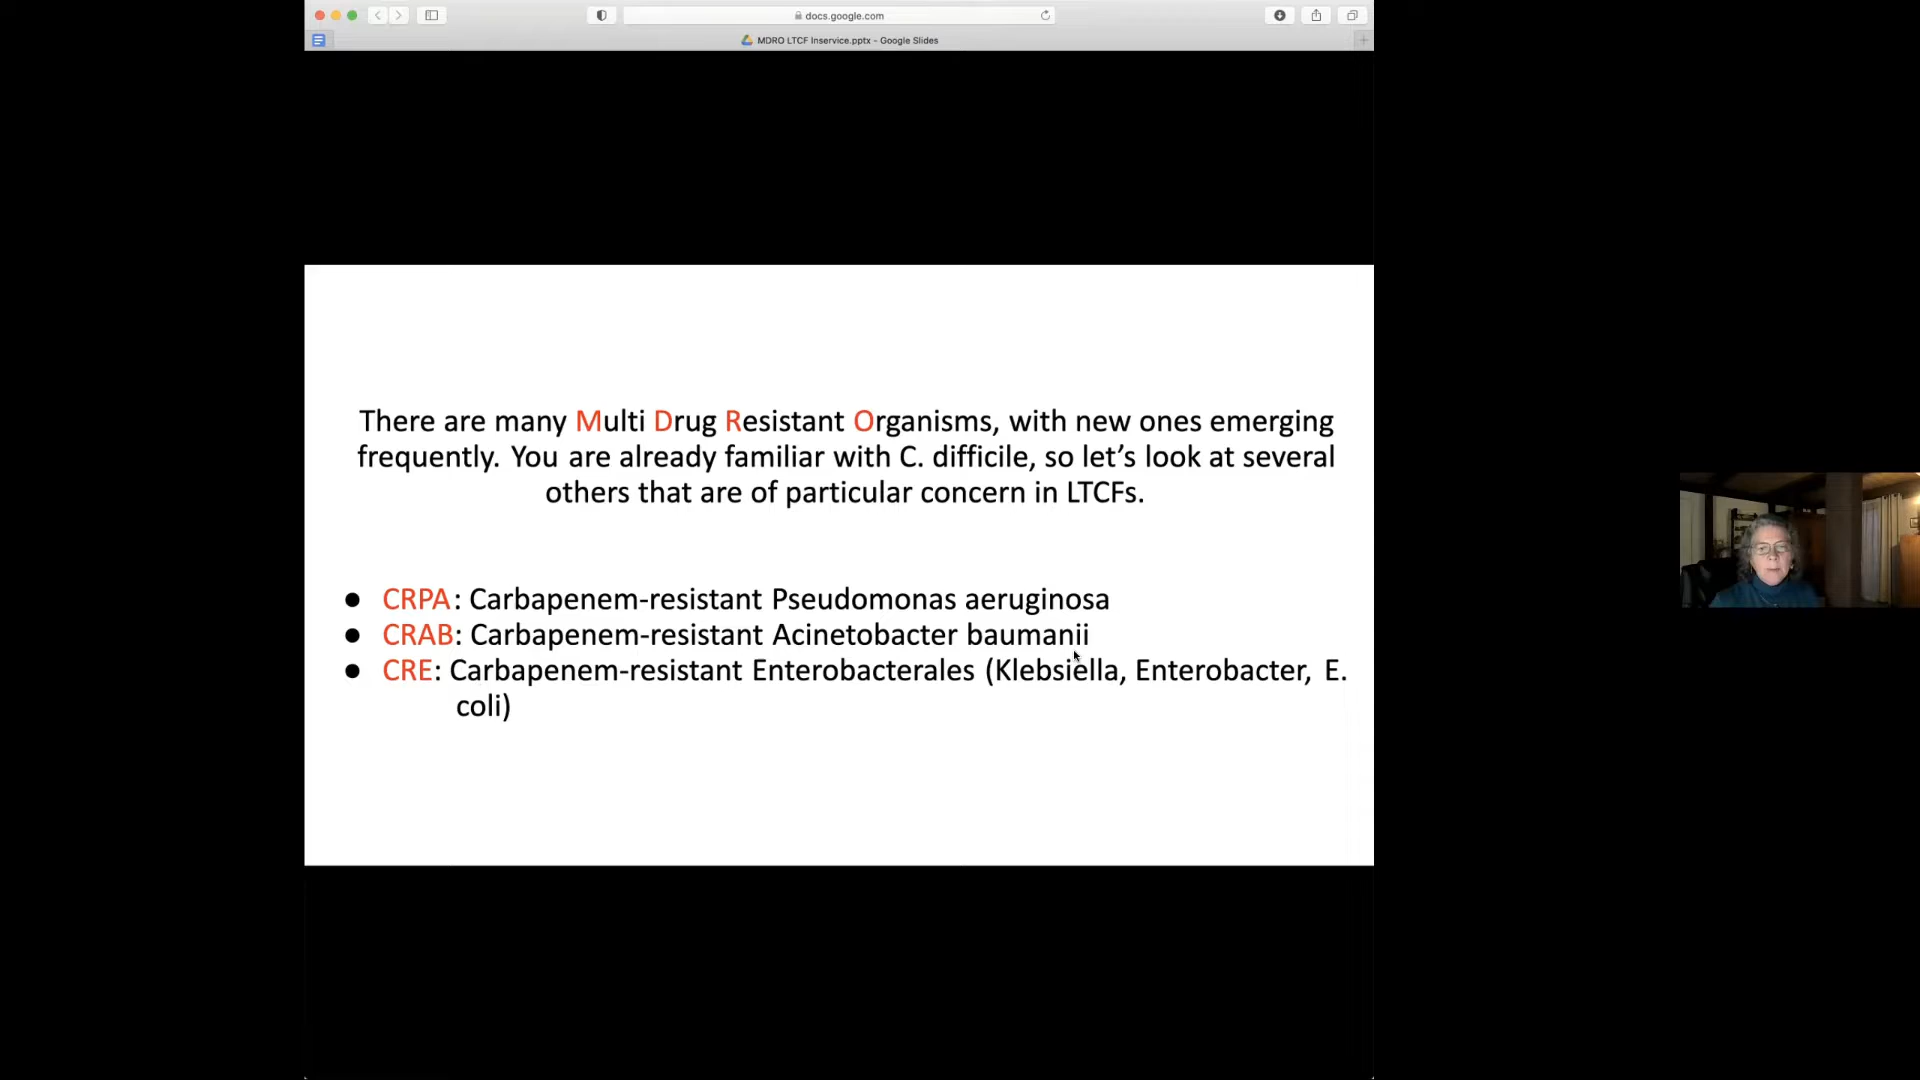 docs.google.com
MDRO LTCF Inservice.pptx - Google Slides
There are many Multi Drug Resistant Organisms, with new ones emerging
frequently. You are already familiar with C. difficile, so let’s look at several
others that are of particular concern in LTCFs.
● CRPA: Carbapenem-resistant Pseudomonas aeruginosa
● CRAB: Carbapenem-resistant Acinetobacter baumanii
● CRE: Carbapenem-resistant Enterobacterales (Klebsiella, Enterobacter, E.
coli)